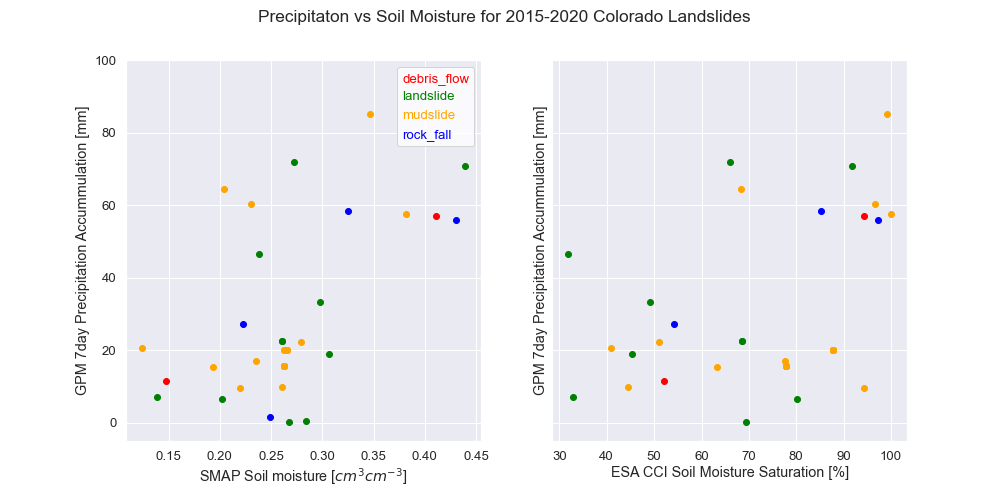 Precipitaton vs Soil Moisture for 2015-2020 Colorado Landslides
GPM 7day Precipitation Accummulation [mm]
100
80
60
40
20
0
debris_flow
landslide
mudslide
rock_fall
0.15 0.20 0.25 0.30 0.35 0.40 0.45
SMAP Soil moisture [cm³cm⁻³]
GPM 7day Precipitation Accummulation [mm]
30 40 50 60 70 80 90 100
ESA CCI Soil Moisture Saturation [%]